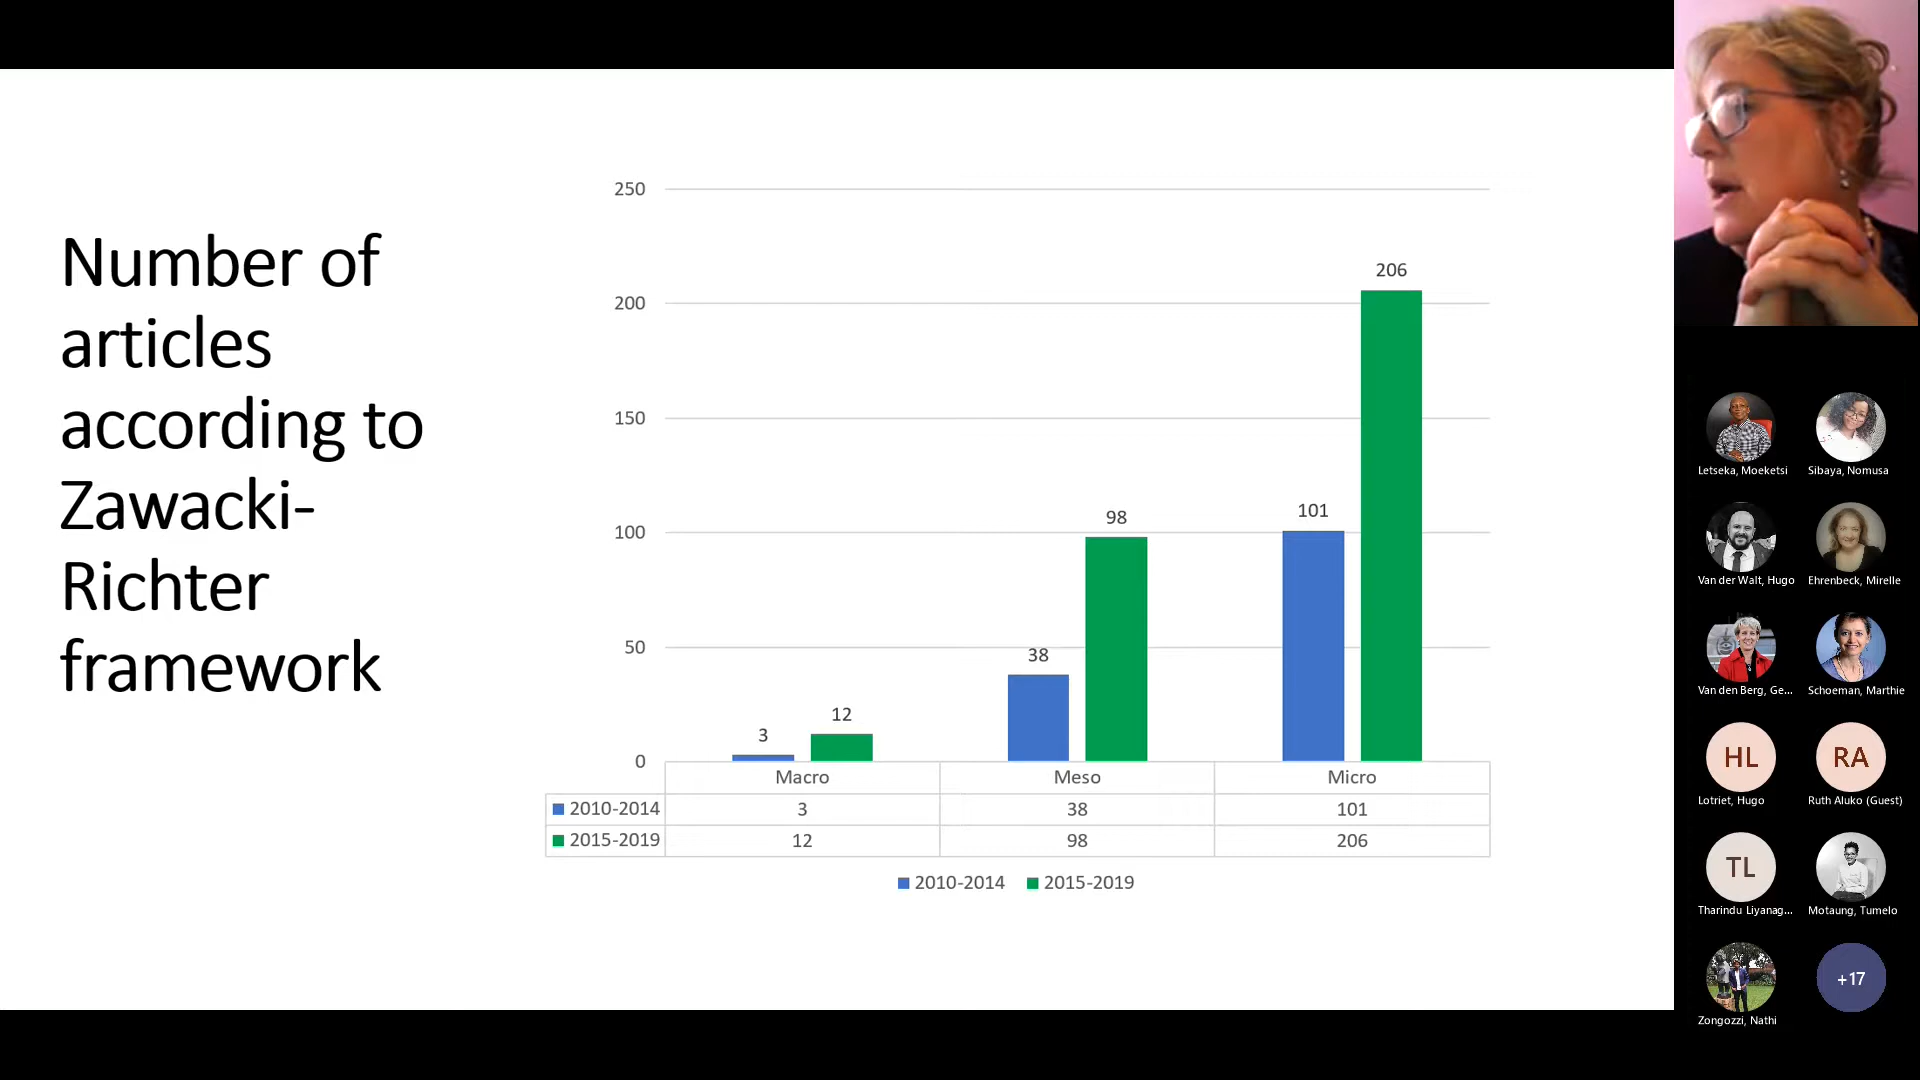 Number of
articles
according to
Zawacki-
Richter
framework
250
200
150
100
50
0
3
12
38
98
101
206
Macro Meso Micro
2010-2014 3 38 101
2015-2019 12 98 206
2010-2014 2015-2019
Letseka, Moeketsi
Sibaya, Nomusa
Van der Walt, Hugo
Ehrenbeck, Mirelle
Van den Berg, Ge...
Schoeman, Marthie
HL
RA
Lotriet, Hugo
Ruth Aluko (Guest)
TL
Tharindu Liyanag...
Motaung, Tumelo
+17
Zongozzi, Nathi